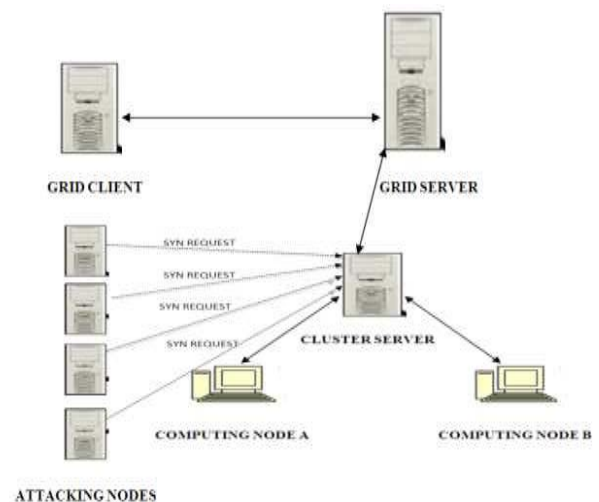 GRID CLIENT
GRID SERVER
SYN REQUEST
SYN REQUEST
SYN REQUEST
SYN REQUEST
CLUSTER SERVER
COMPUTING NODE A
COMPUTING NODE B
ATTACKING NODES